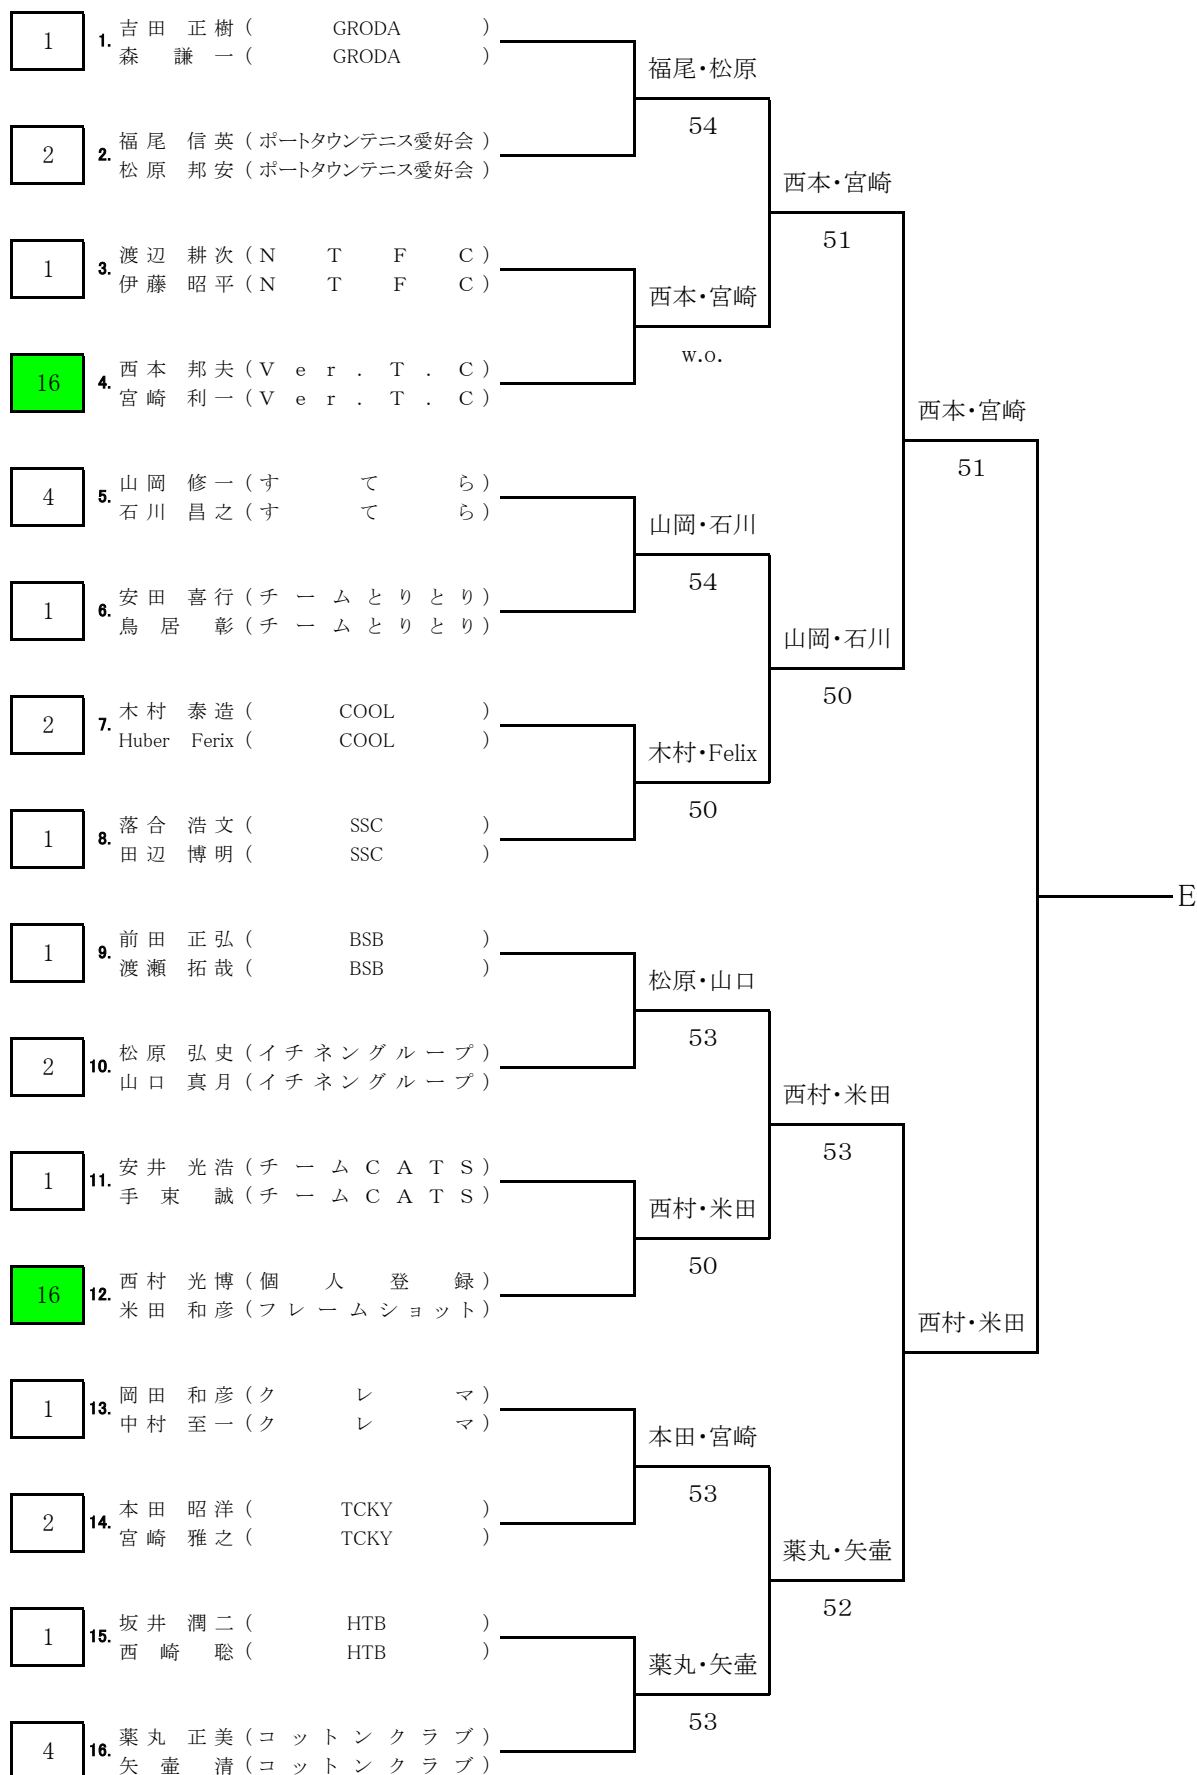 1 1. 吉田 正樹 ( GRODA )
森 謙一 ( GRODA )
福尾・松原
54
2 2. 福尾 信英 (ポートタウンテニス愛好会)
松原 邦安 (ポートタウンテニス愛好会)
西本・宮崎
51
1 3. 渡辺 耕次 (NTFC)
伊藤 昭平 (NTFC)
西本・宮崎
w.o.
16 4. 西本 邦夫 (Ver.T.C)
宮崎 利一 (Ver.T.C)
西本・宮崎
51
4 5. 山岡 修一 (すてら)
石川 昌之 (すてら)
山岡・石川
54
1 6. 安田 喜行 (チームとりとり)
鳥居 彰 (チームとりとり)
山岡・石川
50
2 7. 木村 泰造 ( COOL )
Huber Ferix ( COOL )
木村・Felix
50
1 8. 落合 浩文 ( SSC )
田辺 博明 ( SSC )
E
1 9. 前田 正弘 ( BSB )
渡瀬 拓哉 ( BSB )
松原・山口
53
2 10. 松原 弘史 (イチネングループ)
山口 真月 (イチネングループ)
西村・米田
53
1 11. 安井 光浩 (チームCATS)
手束 誠 (チームCATS)
西村・米田
50
16 12. 西村 光博 (個人登録)
米田 和彦 (フレームショット)
西村・米田
1 13. 岡田 和彦 (クレマ)
中村 至一 (クレマ)
本田・宮崎
53
2 14. 本田 昭洋 ( TCKY )
宮崎 雅之 ( TCKY )
薬丸・矢壷
52
1 15. 坂井 潤二 ( HTB )
西崎 聡 ( HTB )
薬丸・矢壷
53
4 16. 薬丸 正美 (コットンクラブ)
矢壷 清 (コットンクラブ)